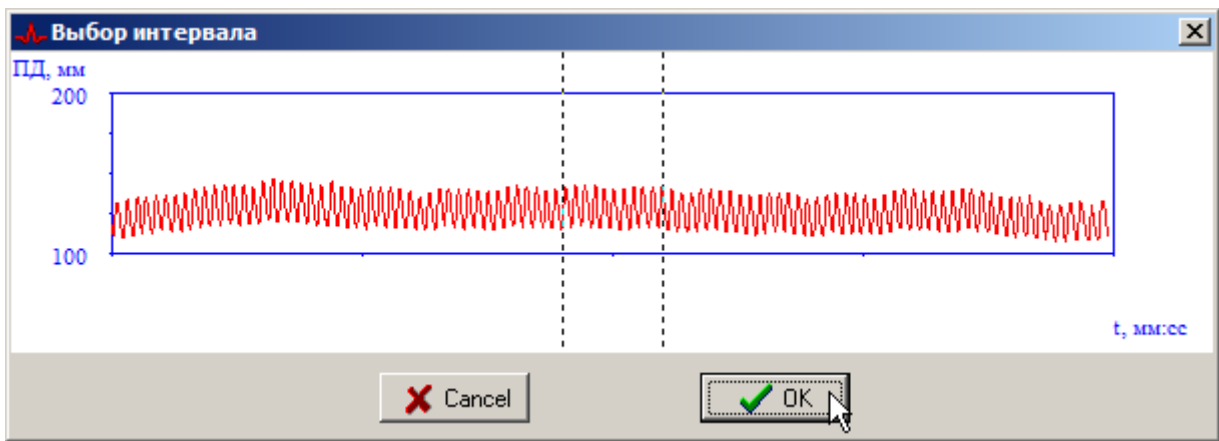 Выбор интервала
ПД, мм
200
100
t, мм:сс
Cancel
OK